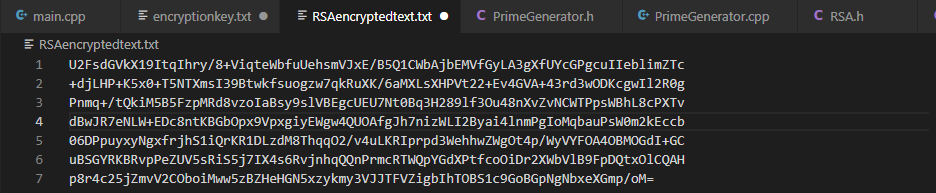 main.cpp encryptionkey.txt RSAencryptedtext.txt PrimeGenerator.h PrimeGenerator.cpp RSA.h
RSAencryptedtext.txt
1 U2FsdGVkX19ItqIhry/8+ViqteWbfuUehsmVJxE/B5Q1CWbAjbEMVfGyLA3gXfUYcGPgcuIIeblimZTc
2 +djLHP+K5x0+T5NTXmsI39Btwkfsuogzw7qkRuXK/6aMXLsXHPVt22+Ev4GVA+43rd3wODKcgwIl2R0g
3 Pnmq+/tQkiM5B5FzpMRd8vzoIaBsy9slVBEgcUEU7Nt0Bq3H289lf3Ou48nXvZvNCWTPpsWBhL8cPXTv
4 dBwJR7eNLW+EDc8ntKBGbOpx9VpxgiyEWgw4QUOAfgJh7nizWLI2Byai4lnmPgIoMqbauPsW0m2kEccb
5 06DPpuyxyNgxfrjhS1iQrKR1DLzdM8ThqqO2/v4uLKRIprpd3WehhwZWgOt4p/WyVYFOA4OBMOGdI+GC
6 uBSGYRKBRvpPeZUV5sRiS5j7IX4s6RvjnhqQQnPrmcRTWQpYGdXPtfcoOiDr2XWbVlB9FpDQtxOlCQAH
7 p8r4c25jZmvV2COboiMww5zBZHeHGN5xzykmy3VJJTFVZigbIhTOBS1c9GoBGpNgNbxeXGmp/oM=